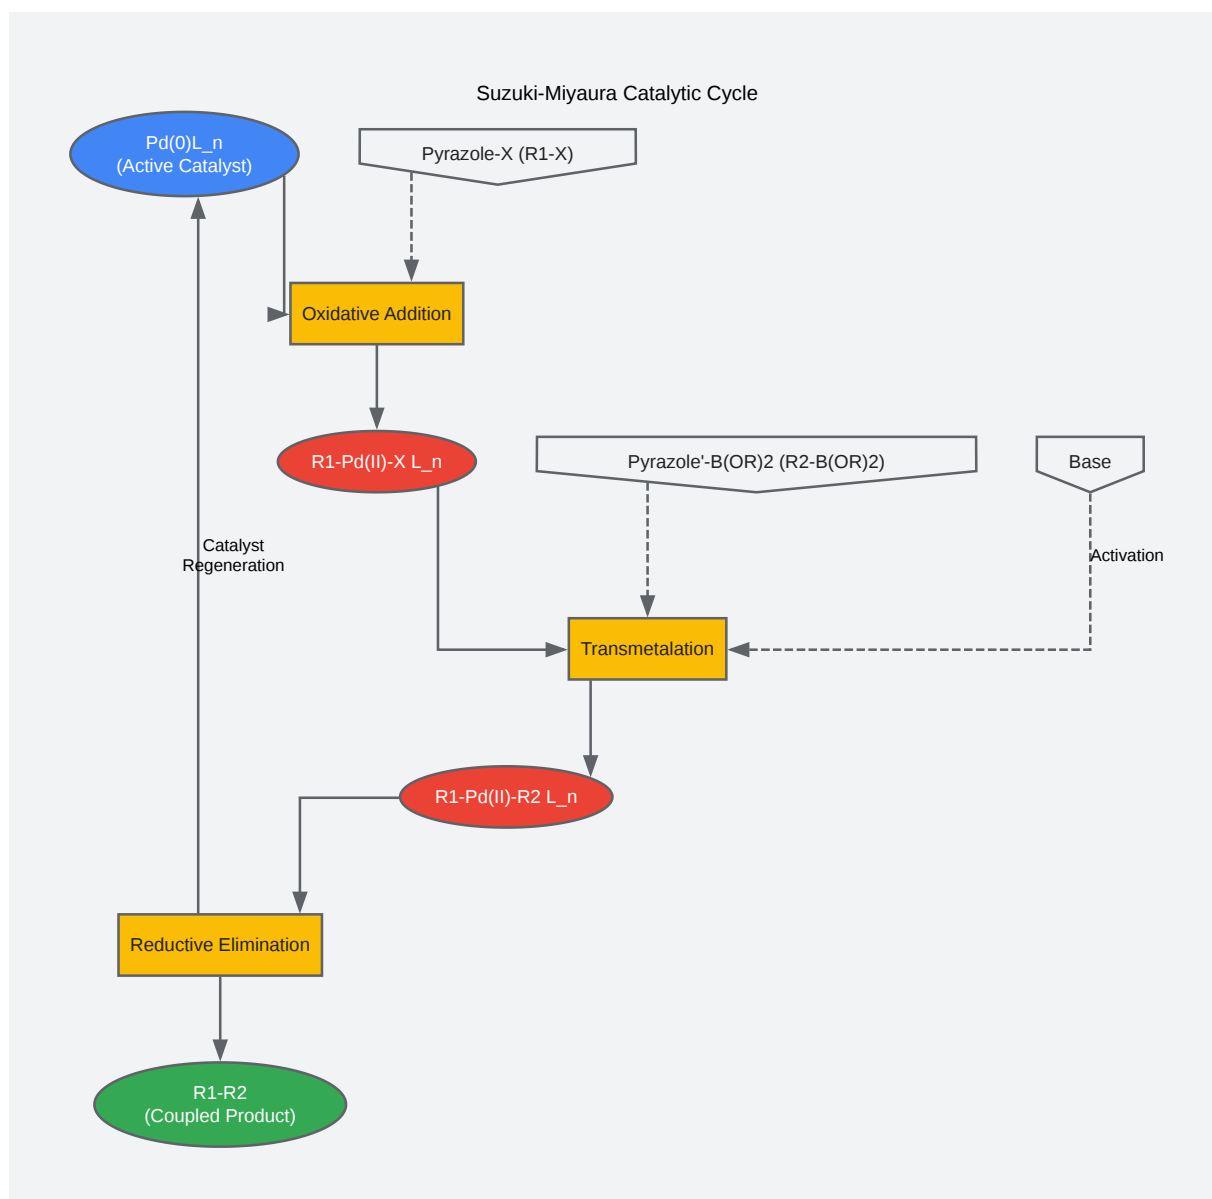 Suzuki-Miyaura Catalytic Cycle
Pd(0)L_n
(Active Catalyst)
Pyrazole-X (R1-X)
Oxidative Addition
R1-Pd(II)-X L_n
Pyrazole'-B(OR)2 (R2-B(OR)2)
Base
Catalyst
Regeneration
Activation
Transmetalation
R1-Pd(II)-R2 L_n
Reductive Elimination
R1-R2
(Coupled Product)